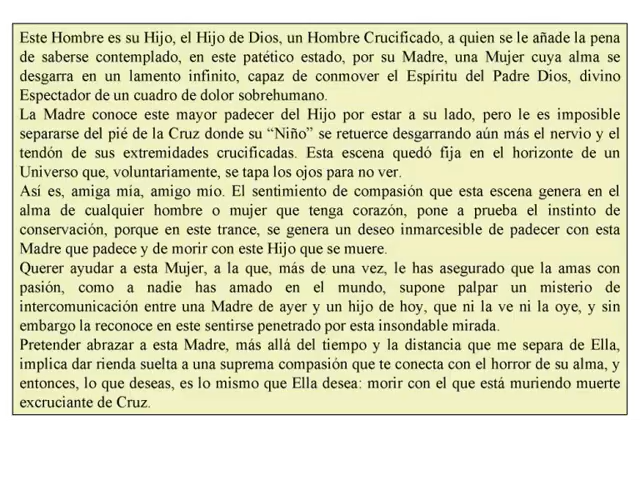 Este Hombre es su Hijo, el Hijo de Dios, un Hombre Crucificado, a quien se le añade la pena
de saberse contemplado, en este patético estado, por su Madre, una Mujer cuya alma se
desgarra en un lamento infinito, capaz de conmover el Espíritu del Padre Dios, divino
Espectador de un cuadro de dolor sobrehumano.
La Madre conoce este mayor padecer del Hijo por estar a su lado, pero le es imposible
separarse del pié de la Cruz donde su “Niño” se retuerce desgarrando aún más el nervio y el
tendón de sus extremidades crucificadas. Esta escena quedó fija en el horizonte de un
Universo que, voluntariamente, se tapa los ojos para no ver.
Así es, amiga mía, amigo mío. El sentimiento de compasión que esta escena genera en el
alma de cualquier hombre o mujer que tenga corazón, pone a prueba el instinto de
conservación, porque en este trance, se genera un deseo inmarcesible de padecer con esta
Madre que padece y de morir con este Hijo que se muere.
Querer ayudar a esta Mujer, a la que, más de una vez, le has asegurado que la amas con
pasión, como a nadie has amado en el mundo, supone palpar un misterio de
intercomunicación entre una Madre de ayer y un hijo de hoy, que ni la ve ni la oye, y sin
embargo la reconoce en este sentirse penetrado por esta insondable mirada.
Pretender abrazar a esta Madre, más allá del tiempo y la distancia que me separa de Ella,
implica dar rienda suelta a una suprema compasión que te conecta con el horror de su alma, y
entonces, lo que deseas, es lo mismo que Ella desea: morir con el que está muriendo muerte
excruciante de Cruz.